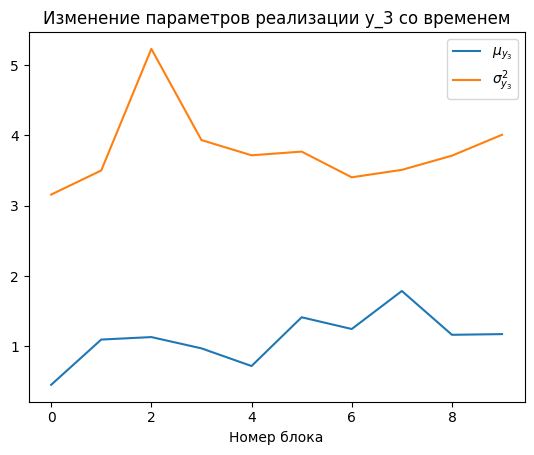 Изменение параметров реализации y_3 со временем
μ_{y_3}
σ²_{y_3}
5
4
3
2
1
0 2 4 6 8
Номер блока